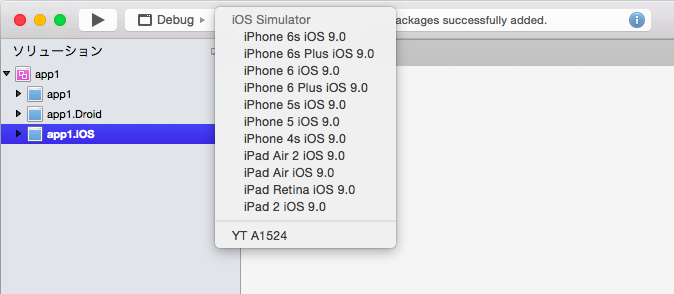 Debug
ackages successfully added.
ソリューション
app1
app1
app1.Droid
app1.iOS
iOS Simulator
iPhone 6s iOS 9.0
iPhone 6s Plus iOS 9.0
iPhone 6 iOS 9.0
iPhone 6 Plus iOS 9.0
iPhone 5s iOS 9.0
iPhone 5 iOS 9.0
iPhone 4s iOS 9.0
iPad Air 2 iOS 9.0
iPad Air iOS 9.0
iPad Retina iOS 9.0
iPad 2 iOS 9.0
YT A1524